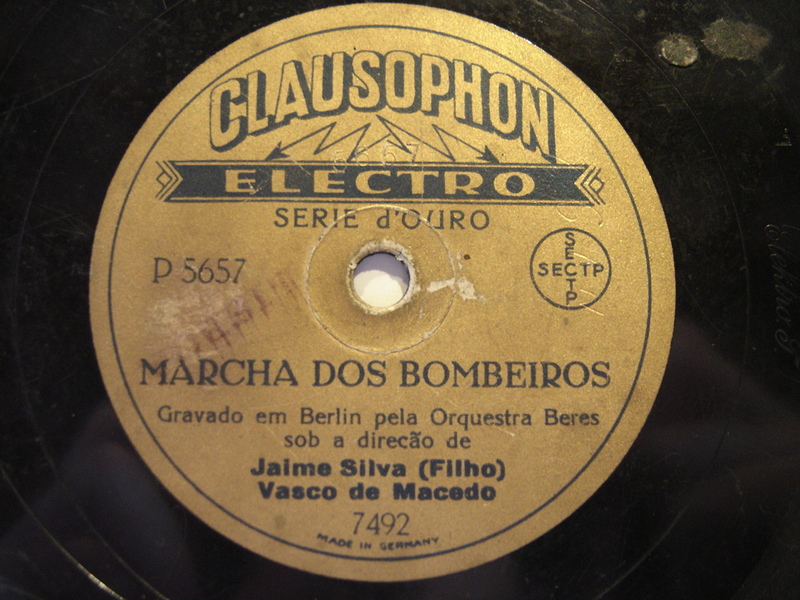 CLAUSOPHON
ELECTRO
SERIE d'OURO
P 5657
SECTP
SECTP
MARCHA DOS BOMBEIROS
Gravado em Berlin pela Orquestra Beres
sob a direcão de
Jaime Silva (Filho)
Vasco de Macedo
7492
MADE IN GERMANY